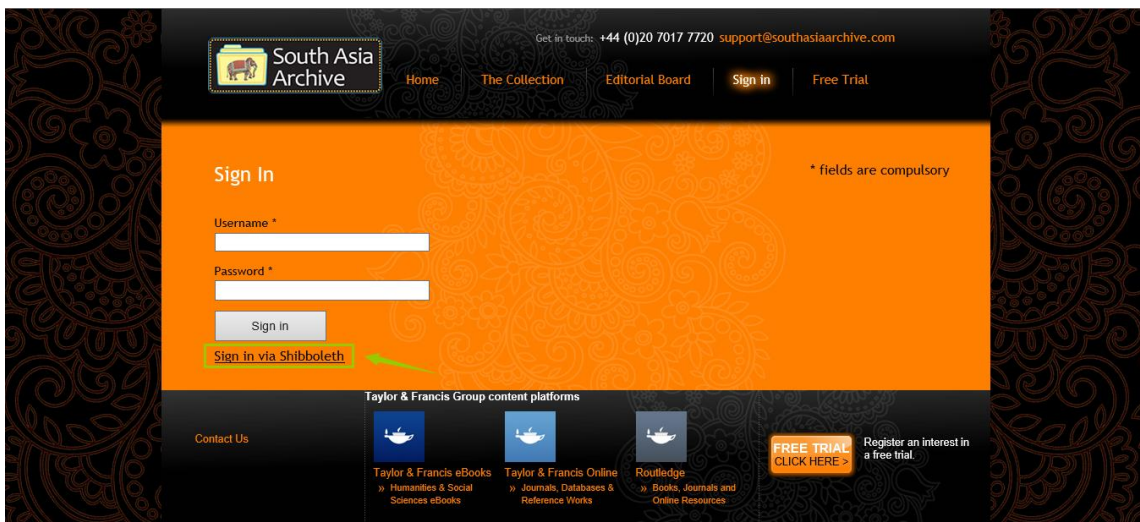 South Asia
Archive
Get in touch: +44 (0)20 7017 7720 support@southasiaarchive.com
Home The Collection Editorial Board Sign in Free Trial
Sign In
* fields are compulsory
Username *
Password *
Sign in
Sign in via Shibboleth
Taylor & Francis Group content platforms
Contact Us
Taylor & Francis eBooks
» Humanities & Social
Sciences eBooks
Taylor & Francis Online
» Journals, Databases &
Reference Works
Routledge
» Books, Journals and
Online Resources
FREE TRIAL
CLICK HERE >
Register an interest in
a free trial.